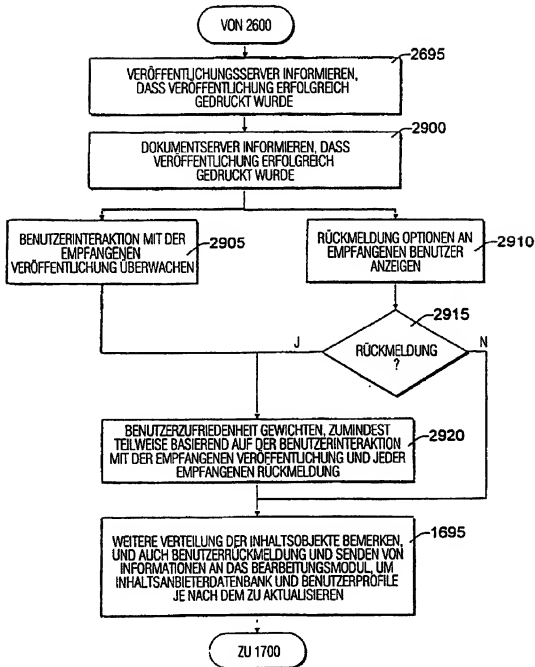 VON 2600
2695
VERÖFFENTLICHUNGSSERVER INFORMIEREN,
DASS VERÖFFENTLICHUNG ERFOLGREICH
GEDRUCKT WURDE
2900
DOKUMENTSERVER INFORMIEREN, DASS
VERÖFFENTLICHUNG ERFOLGREICH
GEDRUCKT WURDE
BENUTZERINTERAKTION MIT DER
EMPFANGENEN
VERÖFFENTLICHUNG ÜBERWACHEN
2905
RÜCKMELDUNG OPTIONEN AN
EMPFANGENEN BENUTZER
ANZEIGEN
2910
2915
J
RÜCKMELDUNG
?
N
BENUTZERZUFRIEDENHEIT GEWICHTEN, ZUMINDEST
TEILWEISE BASIEREND AUF DER BENUTZERINTERAKTION
MIT DER EMPFANGENEN VERÖFFENTLICHUNG UND JEDER
EMPFANGENEN RÜCKMELDUNG
2920
WEITERE VERTEILUNG DER INHALTSOBJEKTE BEMERKEN,
UND AUCH BENUTZERRÜCKMELDUNG UND SENDEN VON
INFORMATIONEN AN DAS BEARBEITUNGSMODUL, UM
INHALTSANBIETERDATENBANK UND BENUTZERPROFILE
JE NACH DEM ZU AKTUALISIEREN
1695
ZU 1700